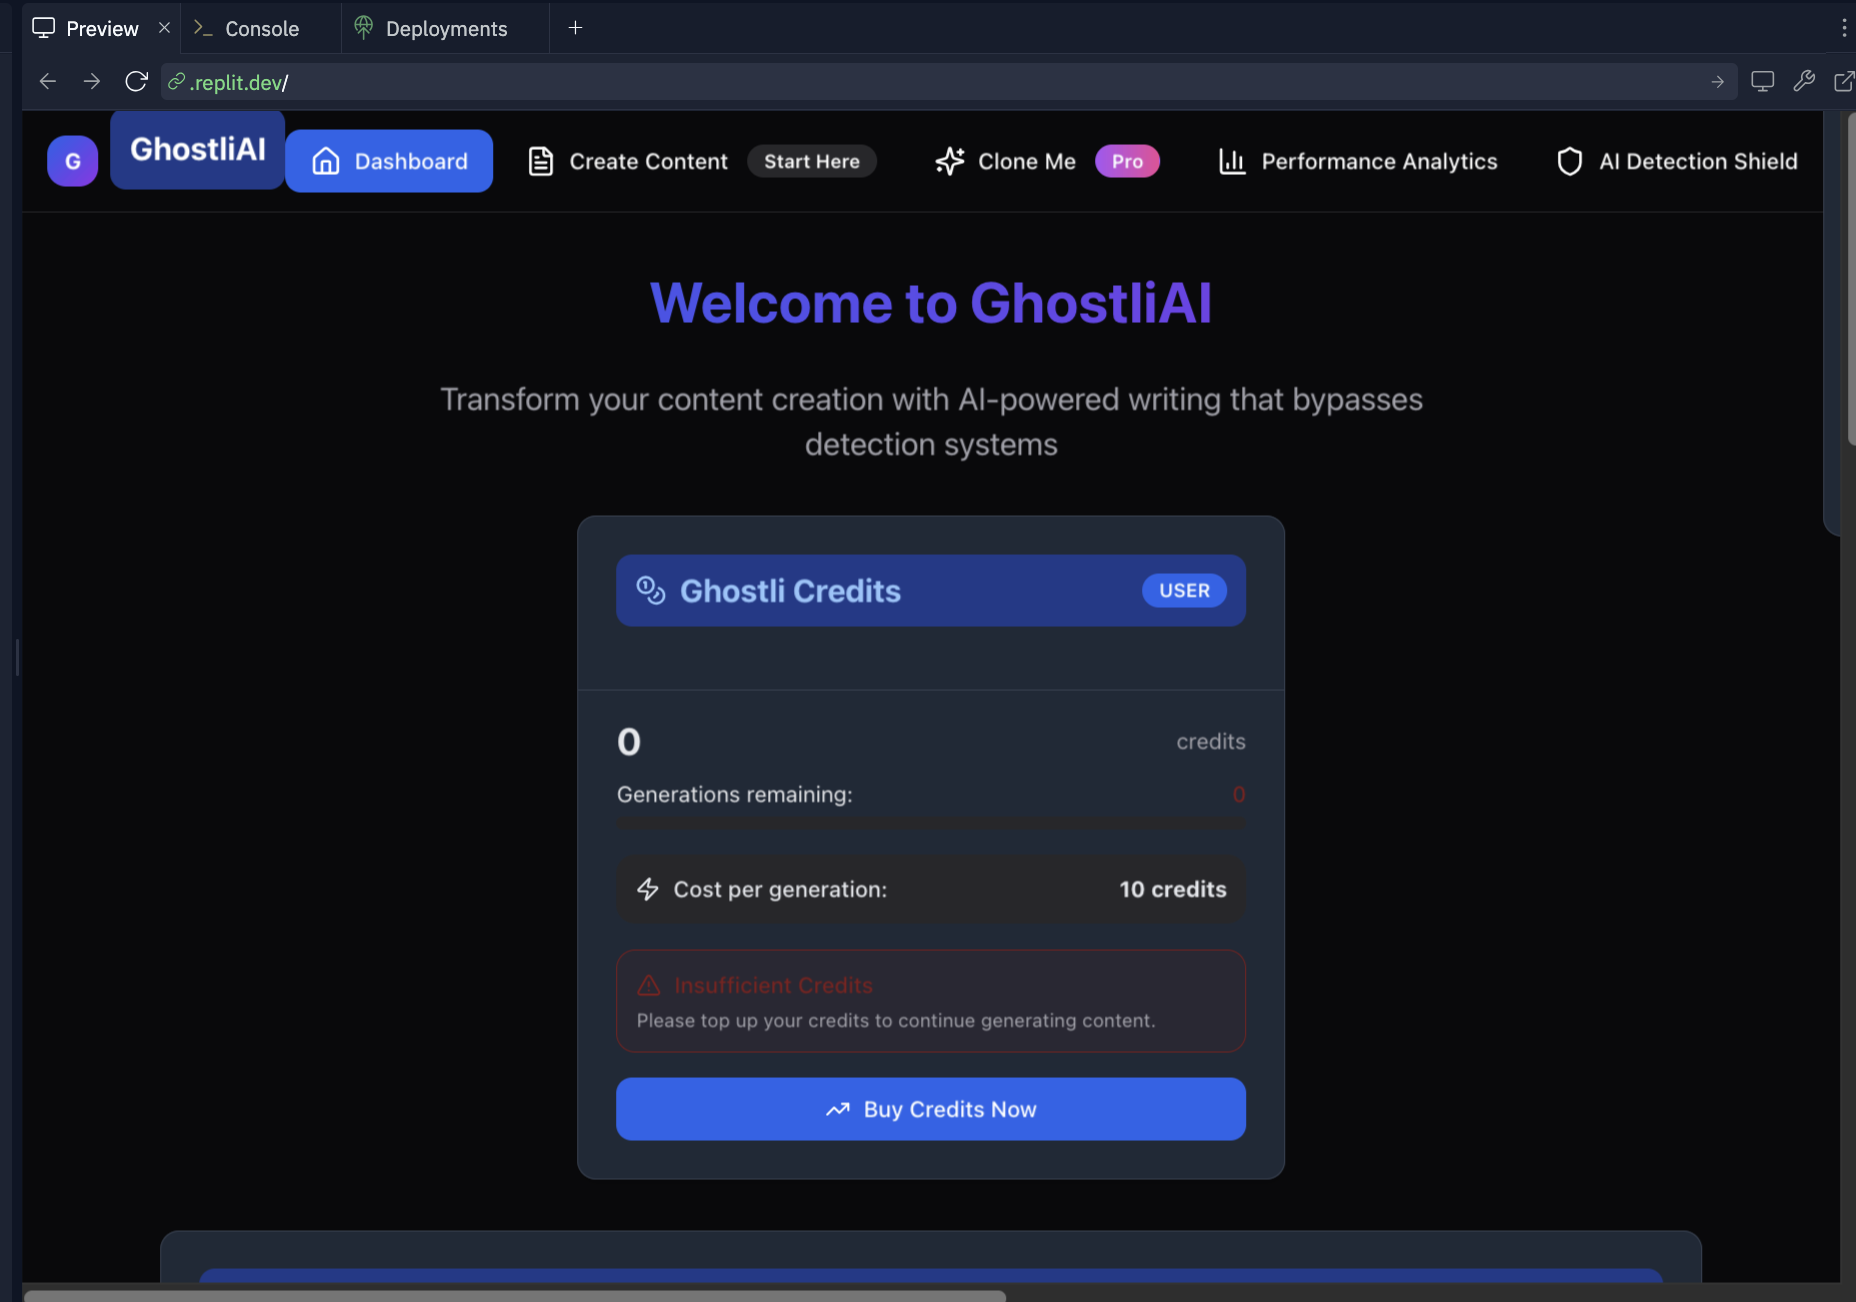 Preview
Console
Deployments
.replit.dev/
G
GhostliAI
Dashboard
Create Content
Start Here
Clone Me
Pro
Performance Analytics
AI Detection Shield
Welcome to GhostliAI
Transform your content creation with AI-powered writing that bypasses
detection systems
Ghostli Credits
USER
0
credits
Generations remaining:
0
Cost per generation:
10 credits
Insufficient Credits
Please top up your credits to continue generating content.
Buy Credits Now